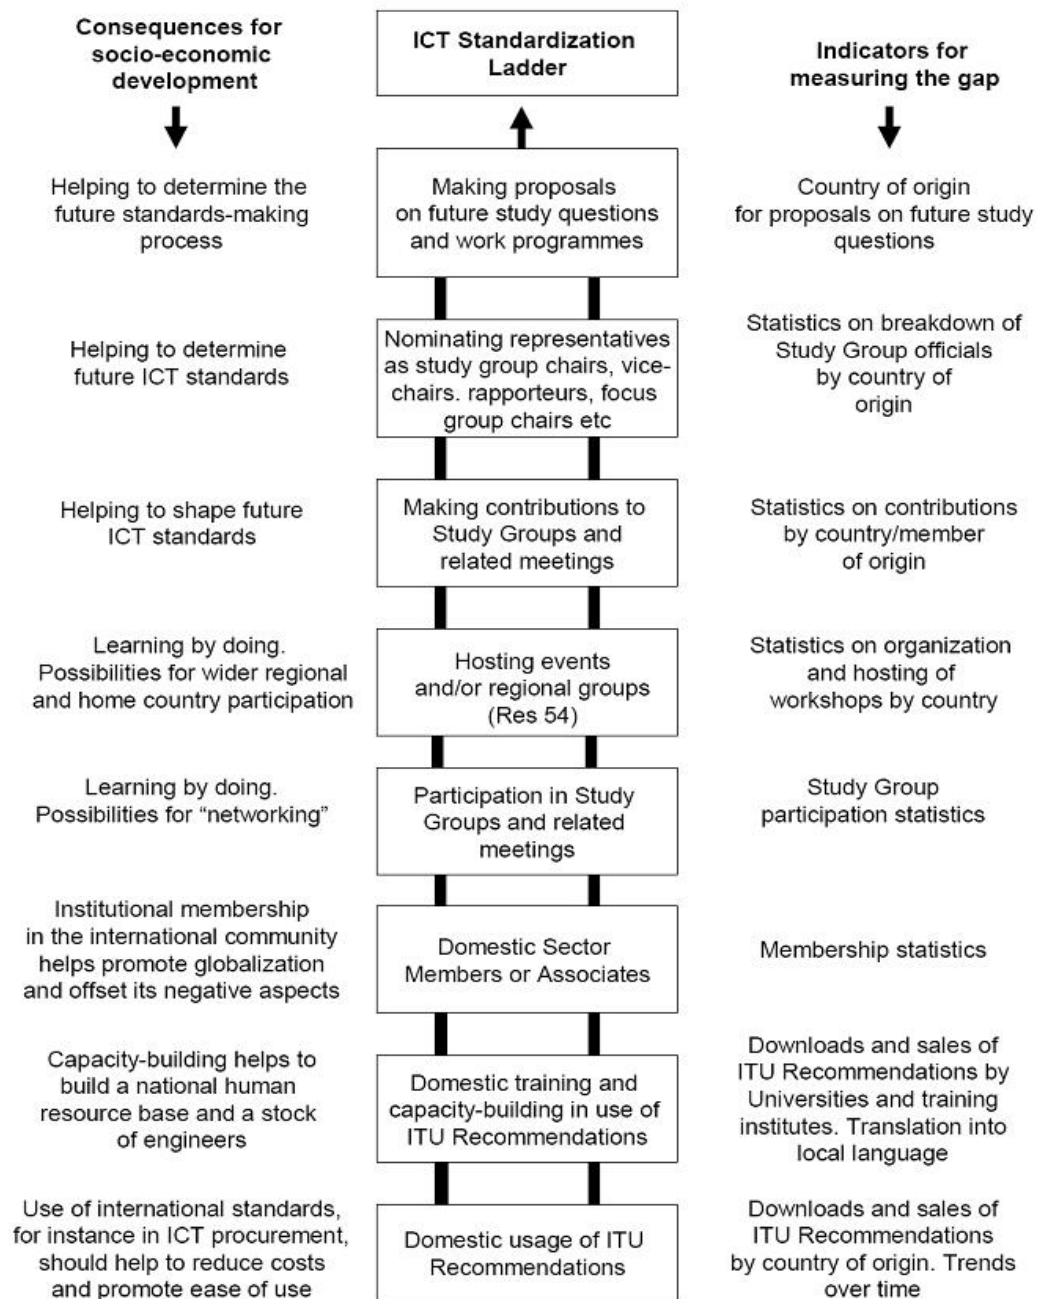 Consequences for
socio-economic
development
ICT Standardization
Ladder
Indicators for
measuring the gap
Helping to determine the
future standards-making
process
Making proposals
on future study questions
and work programmes
Country of origin
for proposals on future study
questions
Helping to determine
future ICT standards
Nominating representatives
as study group chairs, vice-
chairs. rapporteurs, focus
group chairs etc
Statistics on breakdown of
Study Group officials
by country of
origin
Helping to shape future
ICT standards
Making contributions to
Study Groups and
related meetings
Statistics on contributions
by country/member
of origin
Learning by doing.
Possibilities for wider regional
and home country participation
Hosting events
and/or regional groups
(Res 54)
Statistics on organization
and hosting of
workshops by country
Learning by doing.
Possibilities for “networking”
Participation in Study
Groups and related
meetings
Study Group
participation statistics
Institutional membership
in the international community
helps promote globalization
and offset its negative aspects
Domestic Sector
Members or Associates
Membership statistics
Capacity-building helps to
build a national human
resource base and a stock
of engineers
Domestic training and
capacity-building in use of
ITU Recommendations
Downloads and sales of
ITU Recommendations by
Universities and training
institutes. Translation into
local language
Use of international standards,
for instance in ICT procurement,
should help to reduce costs
and promote ease of use
Domestic usage of ITU
Recommendations
Downloads and sales of
ITU Recommendations
by country of origin. Trends
over time